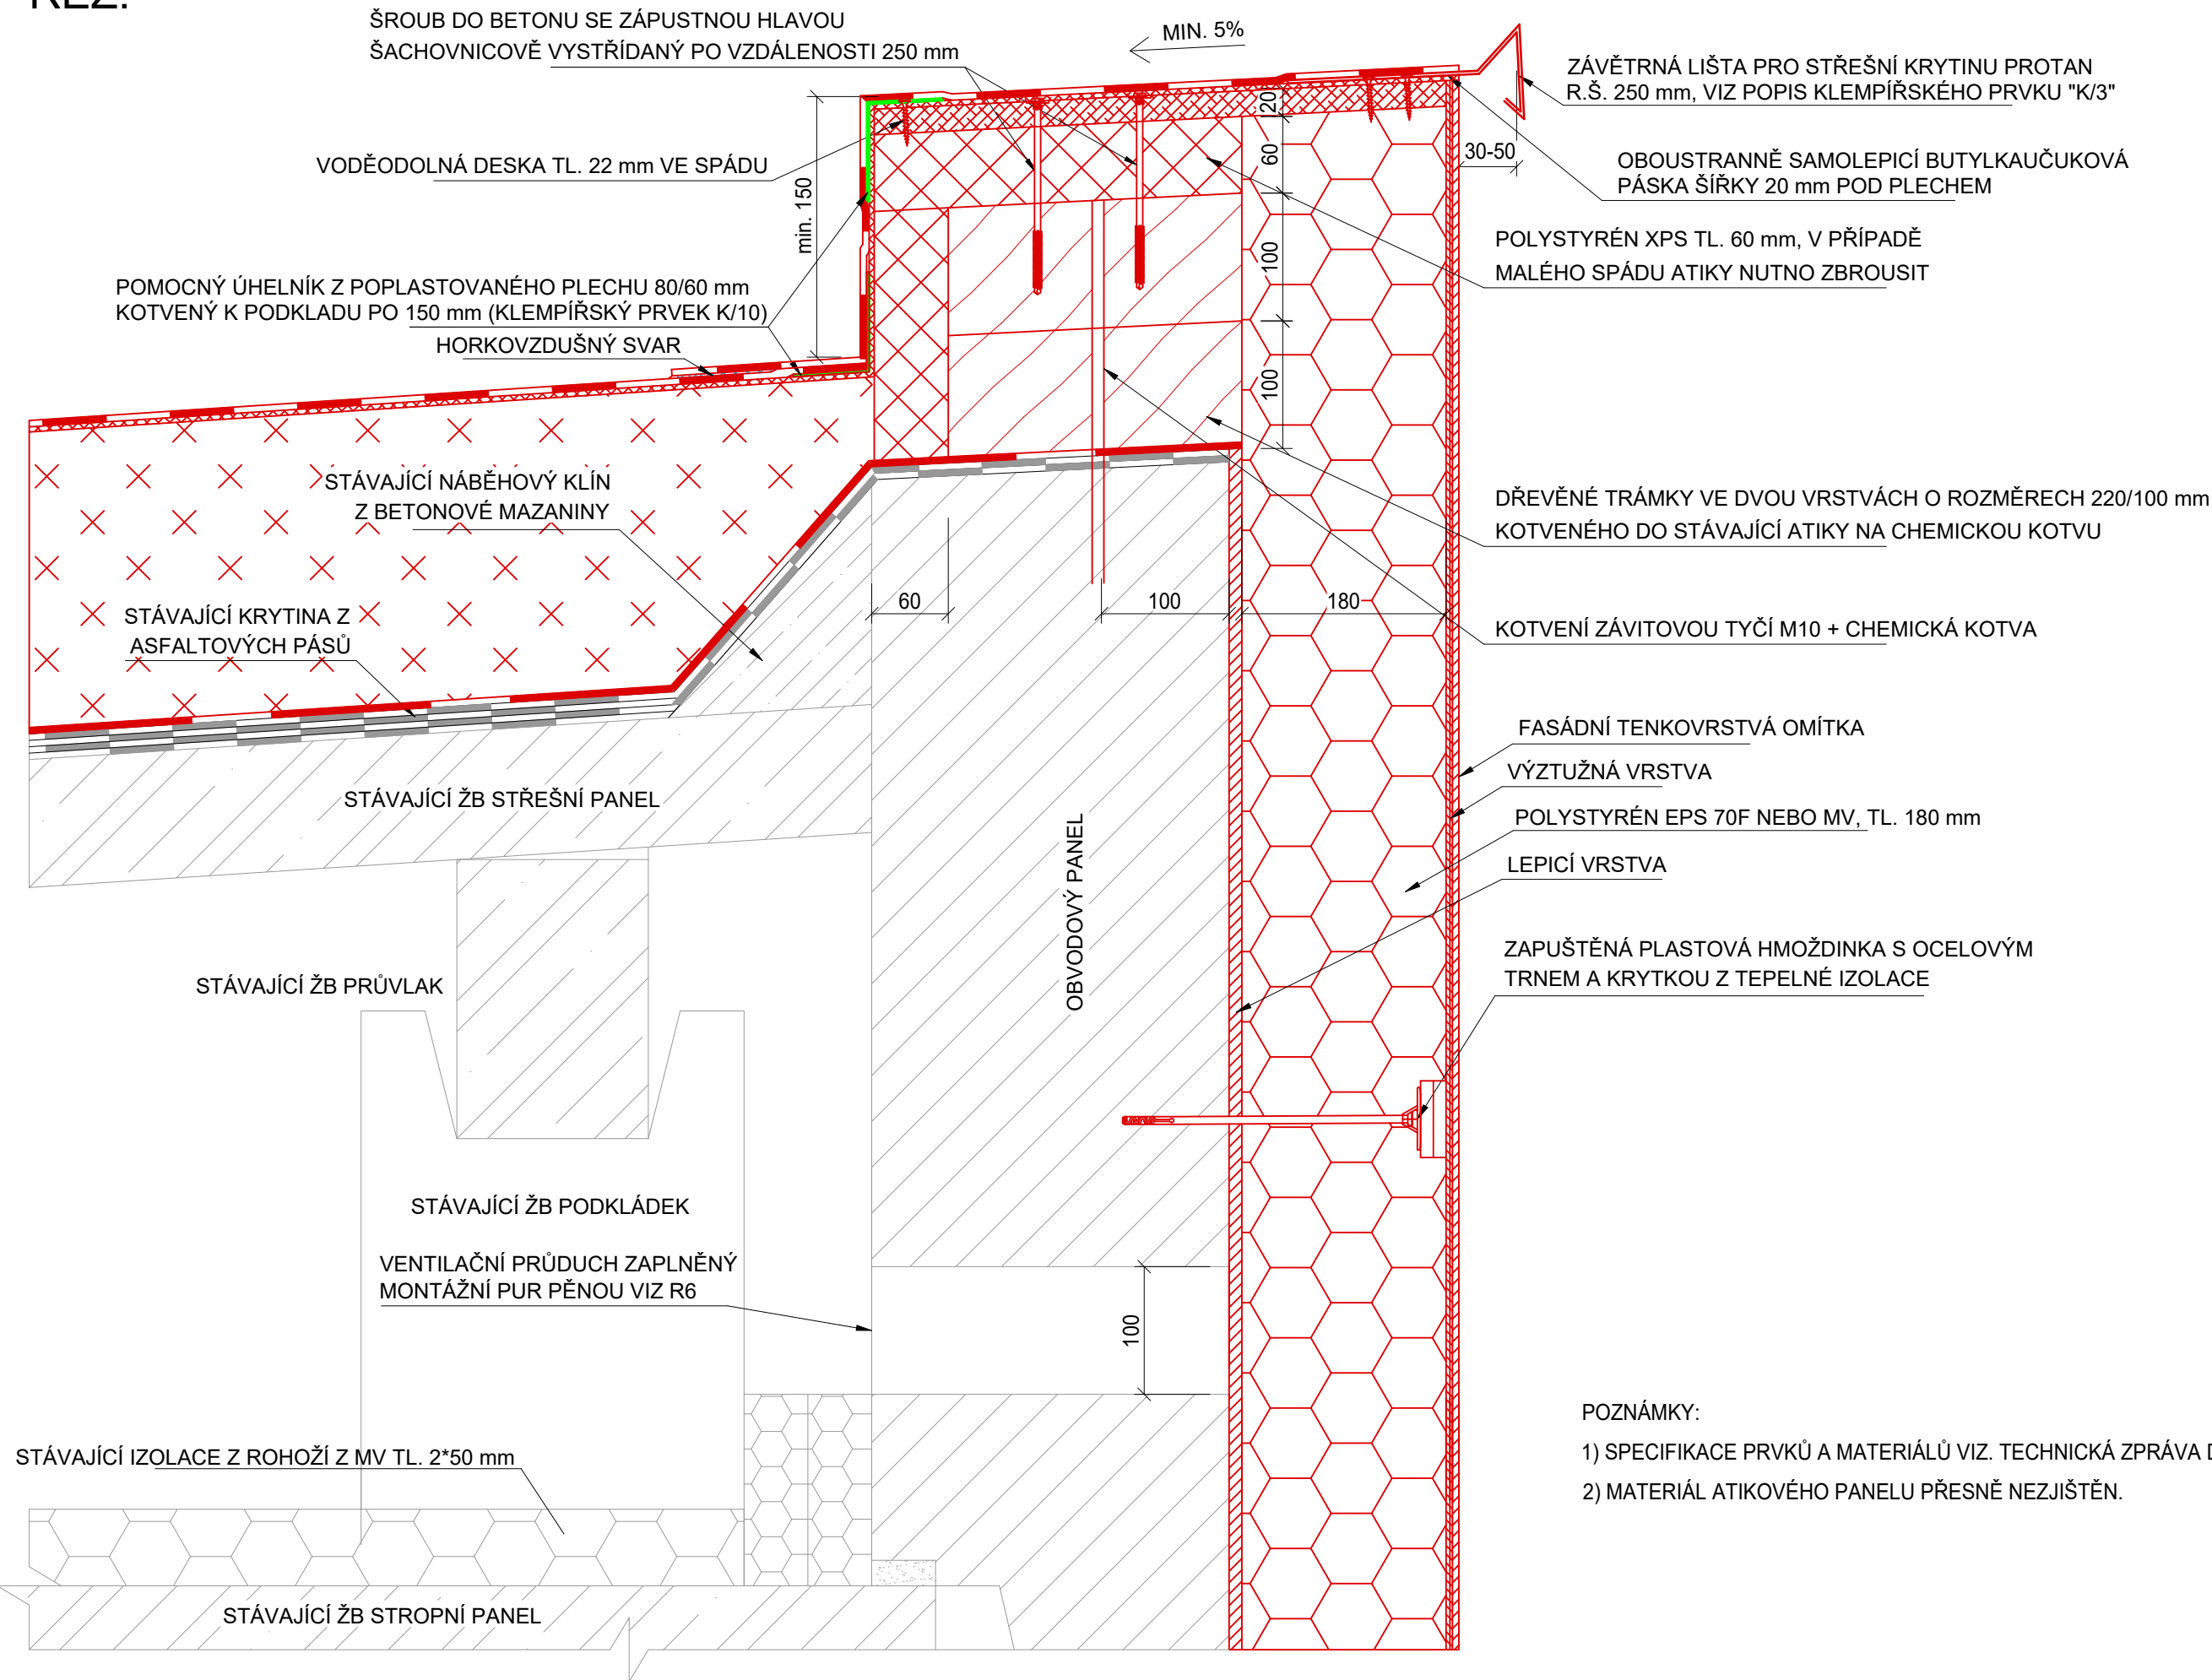 ŘEZ:
ŠROUB DO BETONU SE ZÁPUSTNOU HLAVOU
ŠACHOVNICOVĚ VYSTŘÍDANÝ PO VZDÁLENOSTI 250 mm
MIN. 5%
ZÁVĚTRNÁ LIŠTA PRO STŘEŠNÍ KRYTINU PROTAN
R.Š. 250 mm, VIZ POPIS KLEMPÍŘSKÉHO PRVKU "K/3"
VODĚODOLNÁ DESKA TL. 22 mm VE SPÁDU
min. 150
20
60
100
100
30-50
OBOUSTRANNĚ SAMOLEPICÍ BUTYLKAUČUKOVÁ
PÁSKA ŠÍŘKY 20 mm POD PLECHEM
POLYSTYRÉN XPS TL. 60 mm, V PŘÍPADĚ
MALÉHO SPÁDU ATIKY NUTNO ZBROUSIT
POMOCNÝ ÚHELNÍK Z POPLASTOVANÉHO PLECHU 80/60 mm
KOTVENÝ K PODKLADU PO 150 mm (KLEMPÍŘSKÝ PRVEK K/10)
HORKOVZDUŠNÝ SVAR
STÁVAJÍCÍ NÁBĚHOVÝ KLÍN
Z BETONOVÉ MAZANINY
DŘEVĚNÉ TRÁMKY VE DVOU VRSTVÁCH O ROZMĚRECH 220/100 mm
KOTVENÉHO DO STÁVAJÍCÍ ATIKY NA CHEMICKOU KOTVU
STÁVAJÍCÍ KRYTINA Z
ASFALTOVÝCH PÁSŮ
60
100
180
KOTVENÍ ZÁVITOVOU TYČÍ M10 + CHEMICKÁ KOTVA
FASÁDNÍ TENKOVRSTVÁ OMÍTKA
VÝZTUŽNÁ VRSTVA
STÁVAJÍCÍ ŽB STŘEŠNÍ PANEL
POLYSTYRÉN EPS 70F NEBO MV, TL. 180 mm
LEPICÍ VRSTVA
OBVODOVÝ PANEL
ZAPUŠTĚNÁ PLASTOVÁ HMOŽDINKA S OCELOVÝM
TRNEM A KRYTKOU Z TEPELNÉ IZOLACE
STÁVAJÍCÍ ŽB PRŮVLAK
STÁVAJÍCÍ ŽB PODKLÁDEK
VENTILAČNÍ PRŮDUCH ZAPLNĚNÝ
MONTÁŽNÍ PUR PĚNOU VIZ R6
100
POZNÁMKY:
1) SPECIFIKACE PRVKŮ A MATERIÁLŮ VIZ. TECHNICKÁ ZPRÁVA
2) MATERIÁL ATIKOVÉHO PANELU PŘESNĚ NEZJIŠTĚN.
STÁVAJÍCÍ IZOLACE Z ROHOŽÍ Z MV TL. 2*50 mm
STÁVAJÍCÍ ŽB STROPNÍ PANEL